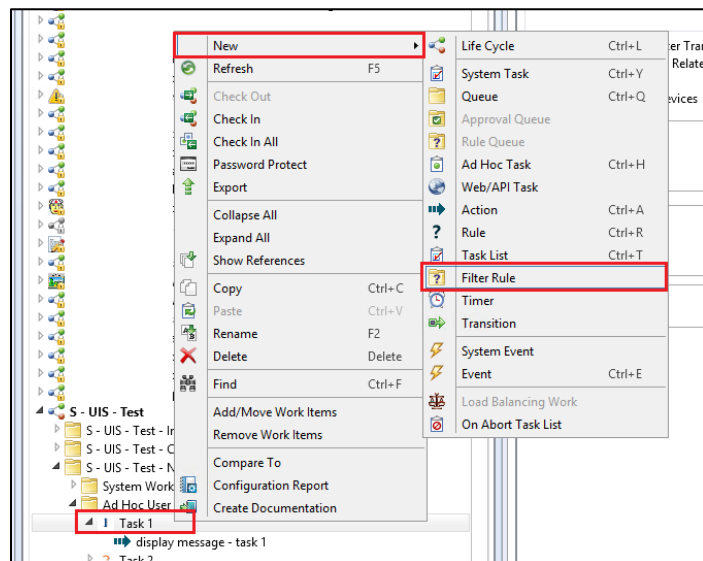 New
Refresh F5
Check Out
Check In
Check In All
Password Protect
Export
Collapse All
Expand All
Show References
Copy Ctrl+C
Paste Ctrl+V
Rename F2
Delete Delete
Find Ctrl+F
Add/Move Work Items
Remove Work Items
Compare To
Configuration Report
Create Documentation
Life Cycle Ctrl+L
System Task Ctrl+Y
Queue Ctrl+Q
Approval Queue
Rule Queue
Ad Hoc Task Ctrl+H
Web/API Task
Action Ctrl+A
Rule Ctrl+R
Task List Ctrl+T
Filter Rule
Timer
Transition
System Event
Event Ctrl+E
Load Balancing Work
On Abort Task List
Relate
S - UIS - Test
S - UIS - Test - I
S - UIS - Test - C
S - UIS - Test - N
System Work
Ad Hoc User
1 Task 1
display message - task 1
? Task 2